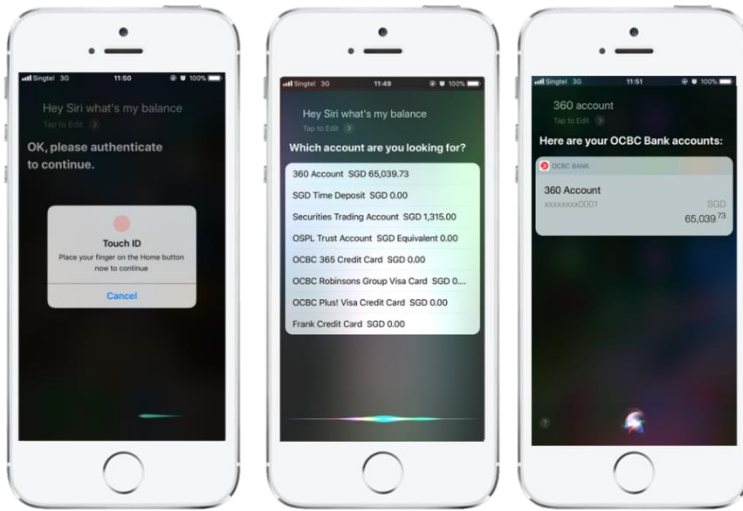 Singtel 3G 11:50 100%
Hey Siri what's my balance
Tap to Edit
OK, please authenticate
to continue.
Touch ID
Place your finger on the Home button
now to continue
Cancel
Singtel 3G 11:49 100%
Hey Siri what's my balance
Tap to Edit
Which account are you looking for?
360 Account SGD 65,039.73
SGD Time Deposit SGD 0.00
Securities Trading Account SGD 1,315.00
OSPL Trust Account SGD Equivalent 0.00
OCBC 365 Credit Card SGD 0.00
OCBC Robinsons Group Visa Card SGD 0....
OCBC Plus! Visa Credit Card SGD 0.00
Frank Credit Card SGD 0.00
Singtel 3G 11:51 100%
360 account
Tap to Edit
Here are your OCBC Bank accounts:
OCBC BANK
360 Account
xxxxxxxx0001 SGD
65,039.73
?